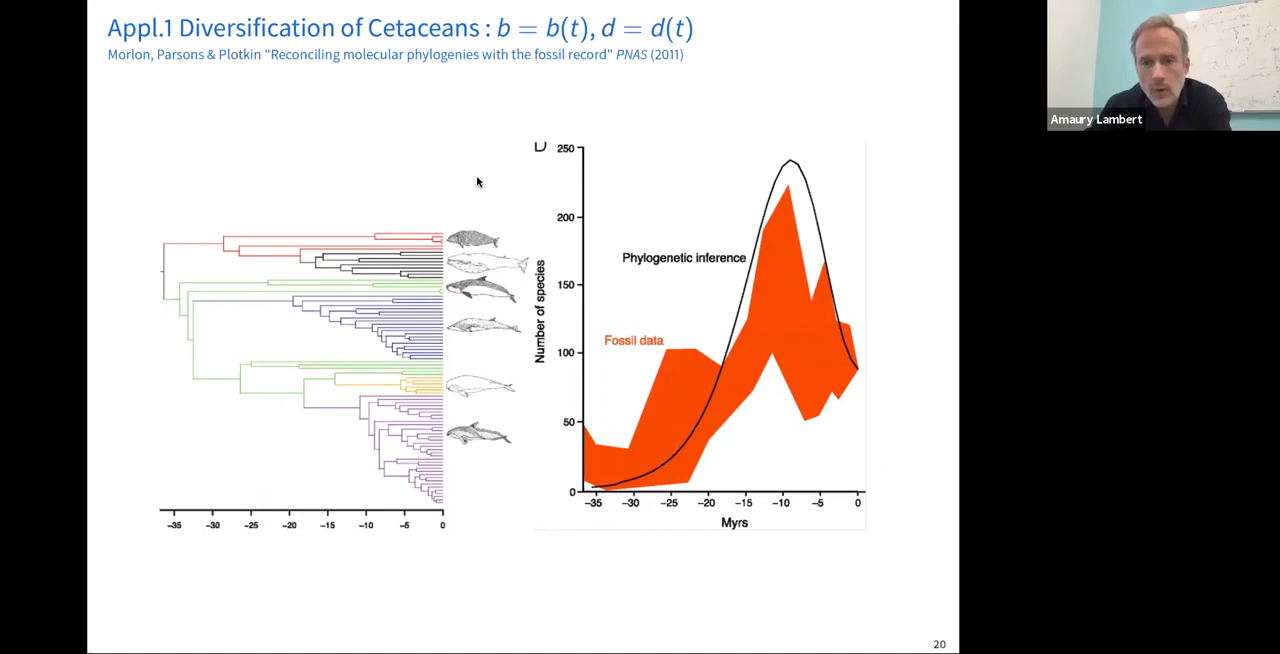 Appl.1 Diversification of Cetaceans : b = b(t), d = d(t)
Morlon, Parsons & Plotkin "Reconciling molecular phylogenies with the fossil record" PNAS (2011)
Amaury Lambert
−35 −30 −25 −20 −15 −10 −5 0
D
250
200
150
100
50
0
Number of species
Phylogenetic inference
Fossil data
−35 −30 −25 −20 −15 −10 −5 0
Myrs
20